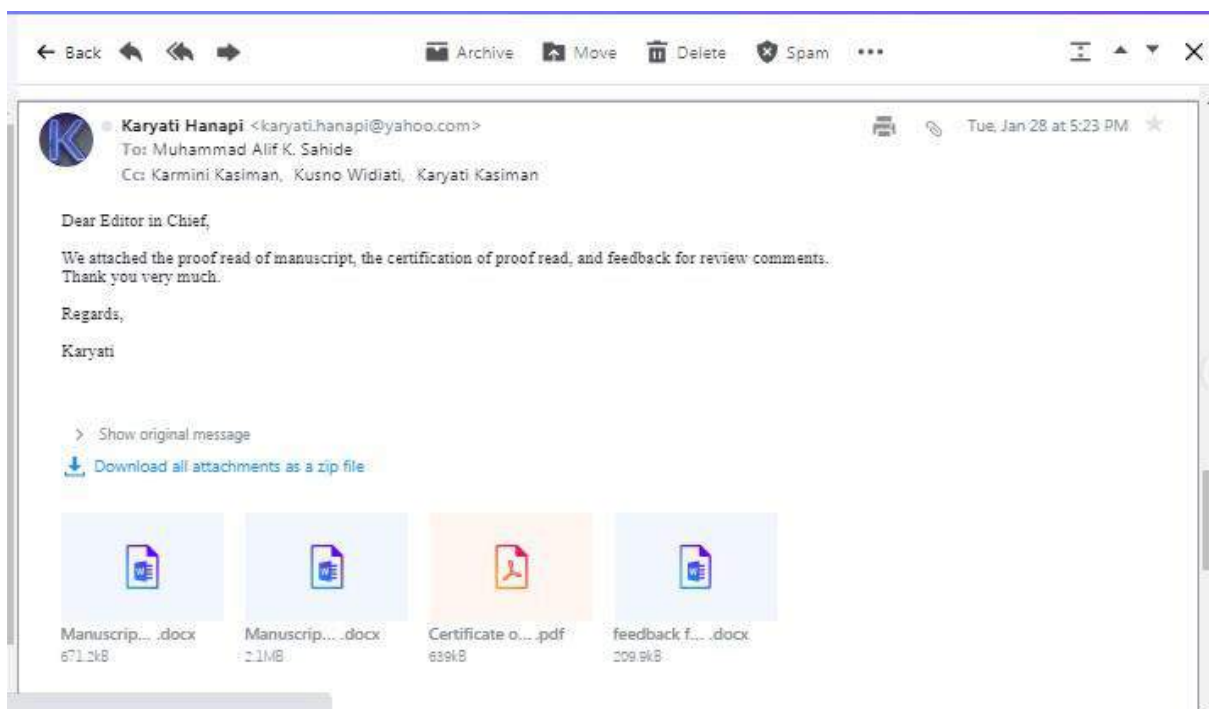 Back Archive Move Delete Spam
Karyati Hanapi <karyati.hanapi@yahoo.com> Tue, Jan 28 at 5:23 PM
To: Muhammad Alif K. Sahide
Cc: Karmini Kasiman, Kusno Widiati, Karyati Kasiman
Dear Editor in Chief,
We attached the proof read of manuscript, the certification of proof read, and feedback for review comments.
Thank you very much.
Regards,
Karyati
Show original message
Download all attachments as a zip file
Manuscrip... .docx Manuscrip... .docx Certificate o... .pdf feedback f... .docx
671.2kB 2.1MB 639kB 209.9kB